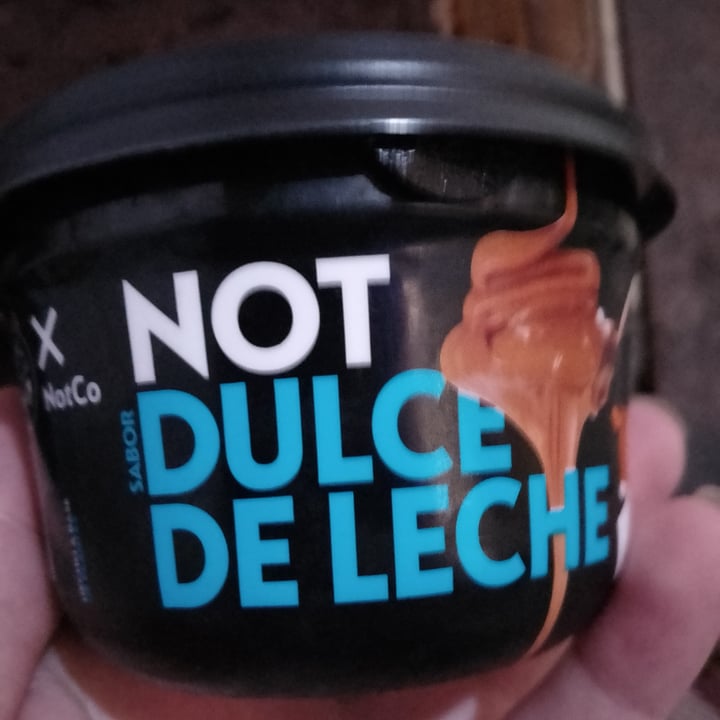 X
NotCo
NOT
SABOR
DULCE
DE LECHE